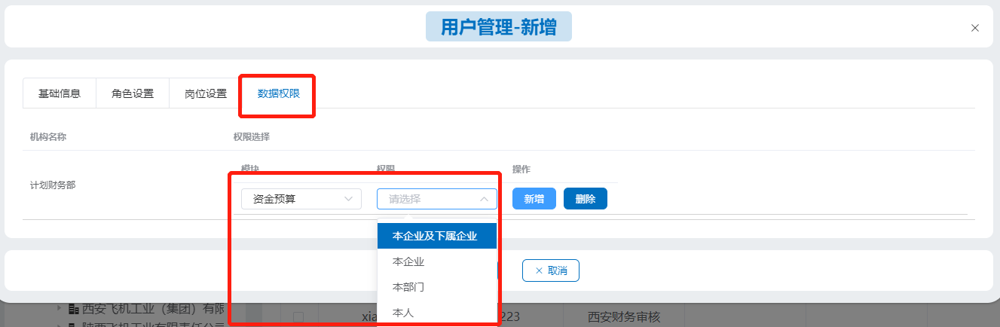 用户管理-新增
基础信息 角色设置 岗位设置 数据权限
机构名称 权限选择
模块 权限 操作
计划财务部
资金预算 请选择 新增 删除
本企业及下属企业
本企业
取消
本部门
西安飞机工业（集团）有限
本人
xia 223 西安财务审核